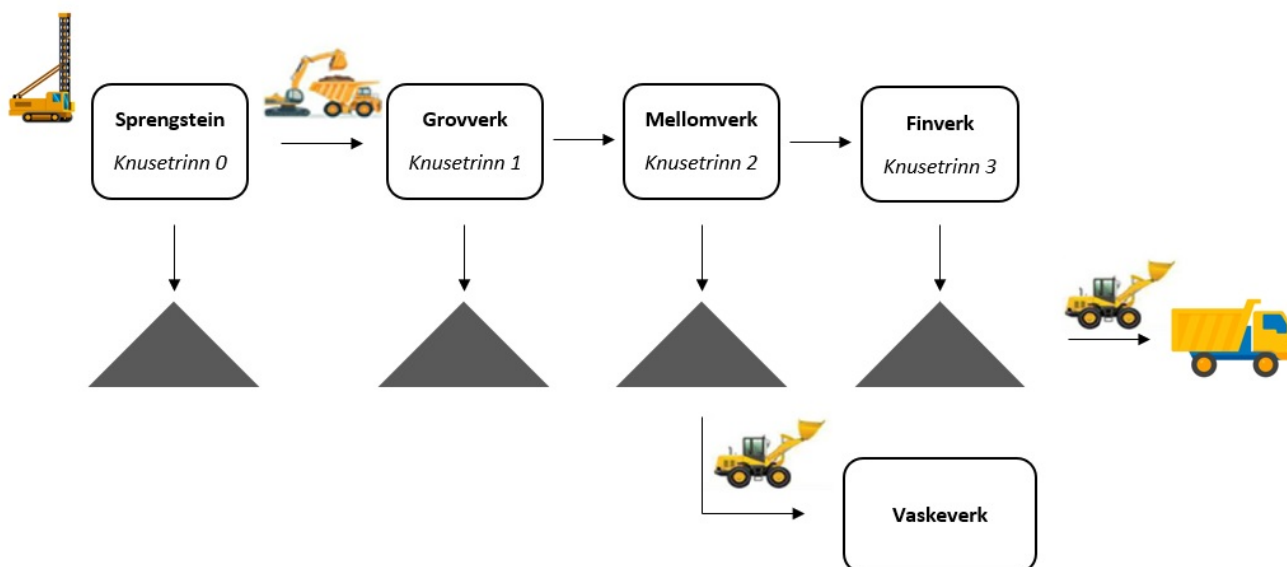 Sprengstein
Knusetrinn 0
Grovverk
Knusetrinn 1
Mellomverk
Knusetrinn 2
Finverk
Knusetrinn 3
Vaskeverk